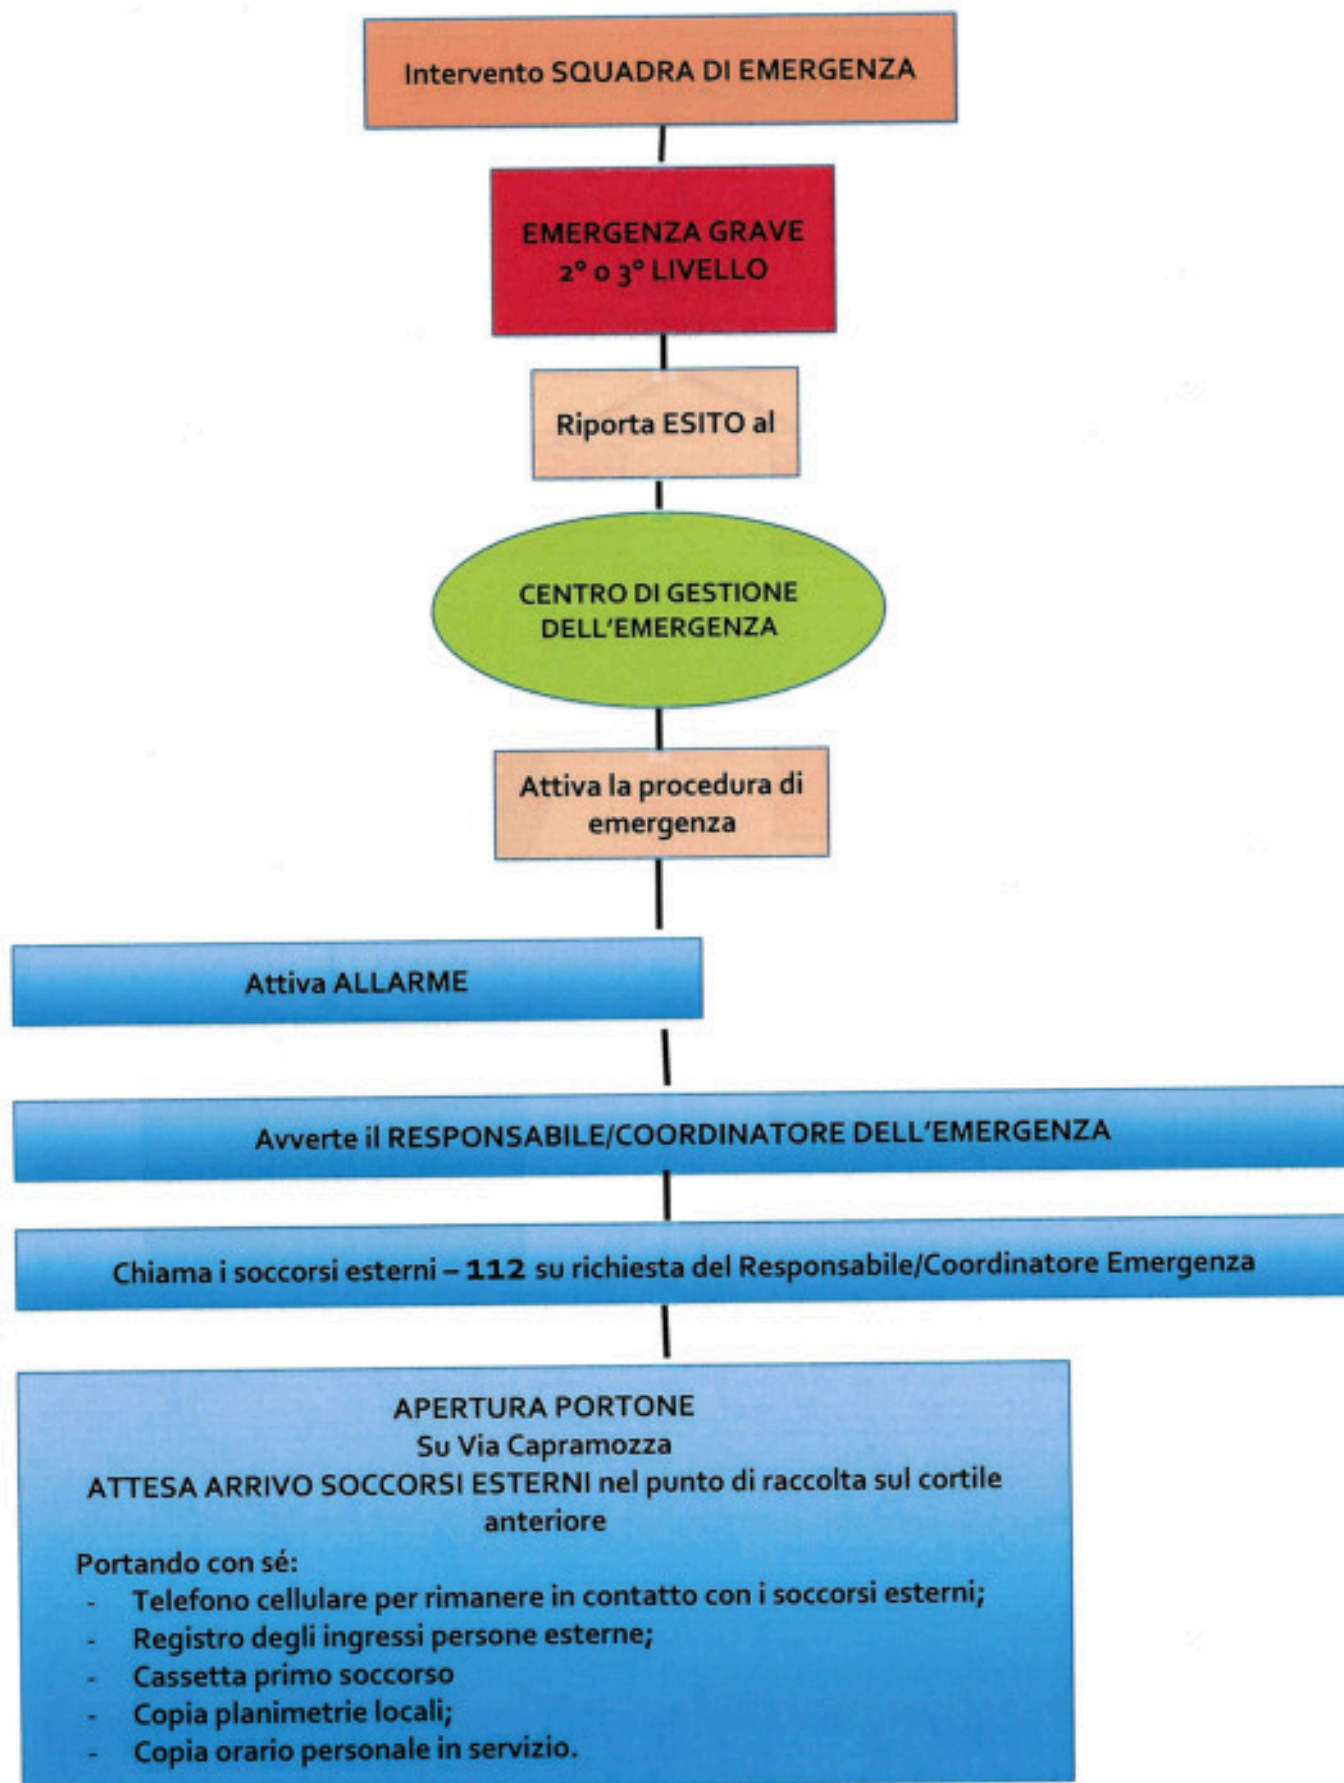 Intervento SQUADRA DI EMERGENZA
EMERGENZA GRAVE
2° o 3° LIVELLO
Riporta ESITO al
CENTRO DI GESTIONE
DELL'EMERGENZA
Attiva la procedura di
emergenza
Attiva ALLARME
Avverte il RESPONSABILE/COORDINATORE DELL'EMERGENZA
Chiama i soccorsi esterni – 112 su richiesta del Responsabile/Coordinatore Emergenza
APERTURA PORTONE
Su Via Capramozza
ATTESA ARRIVO SOCCORSI ESTERNI nel punto di raccolta sul cortile
anteriore
Portando con sé:
- Telefono cellulare per rimanere in contatto con i soccorsi esterni;
- Registro degli ingressi persone esterne;
- Cassetta primo soccorso
- Copia planimetrie locali;
- Copia orario personale in servizio.